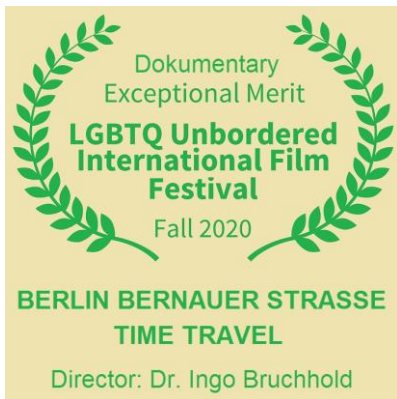 Dokumentary
Exceptional Merit
LGBTQ Unbordered
International Film
Festival
Fall 2020
BERLIN BERNAUER STRASSE
TIME TRAVEL
Director: Dr. Ingo Bruchhold